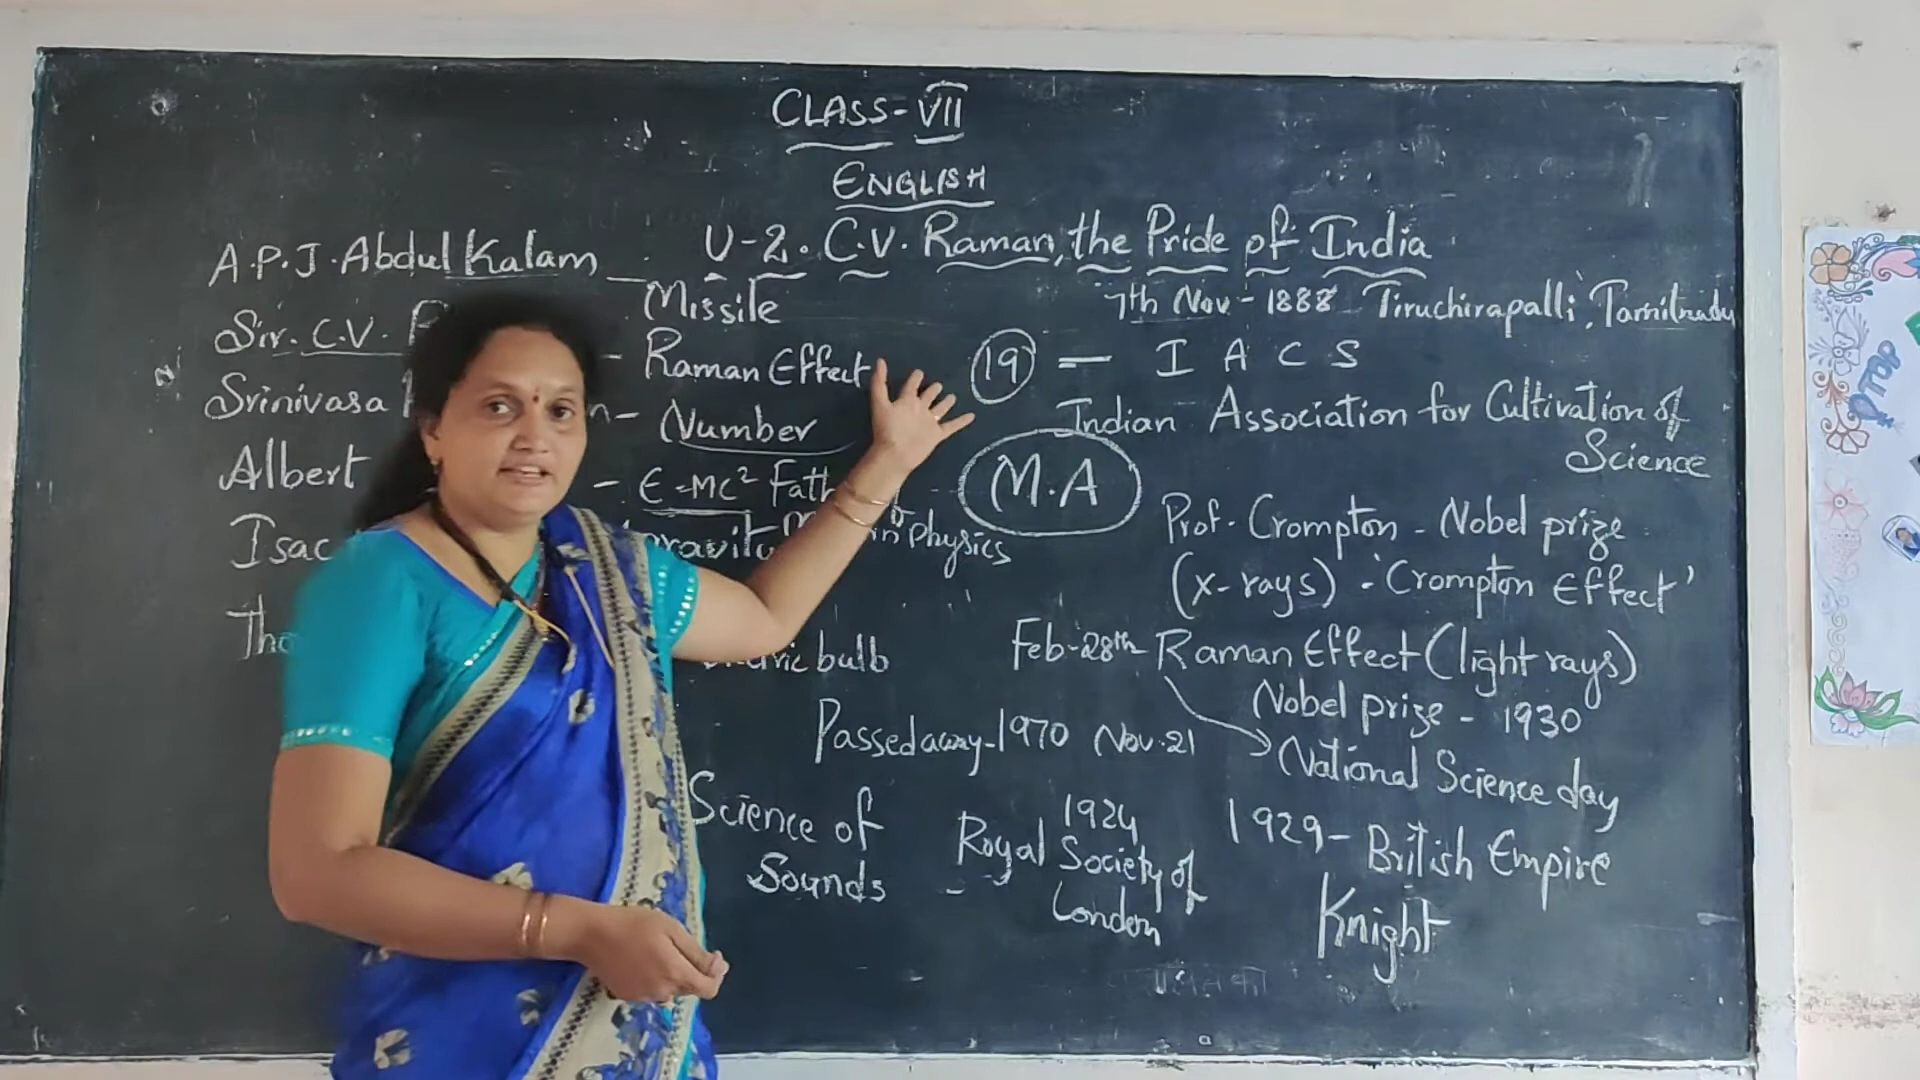 CLASS-VII
ENGLISH
U-2. C.V. Raman, the Pride of India
A.P.J. Abdul Kalam - Missile
Sir. C.V. - Raman Effect
Srinivasa - Number
Albert - E=MC² Physics
Isac
bulb
7th Nov - 1888 Tiruchirapalli, Tamilnadu
19 - I A C S
Indian Association for Cultivation of
Science
M.A
Prof. Crompton - Nobel prize
(x-rays) - 'Crompton Effect'
Feb-28th Raman Effect (light rays)
Nobel prize - 1930
National Science day
Passed away-1970 Nov. 21
Science of
Sounds
1924
Royal Society of
London
1929- British Empire
Knight